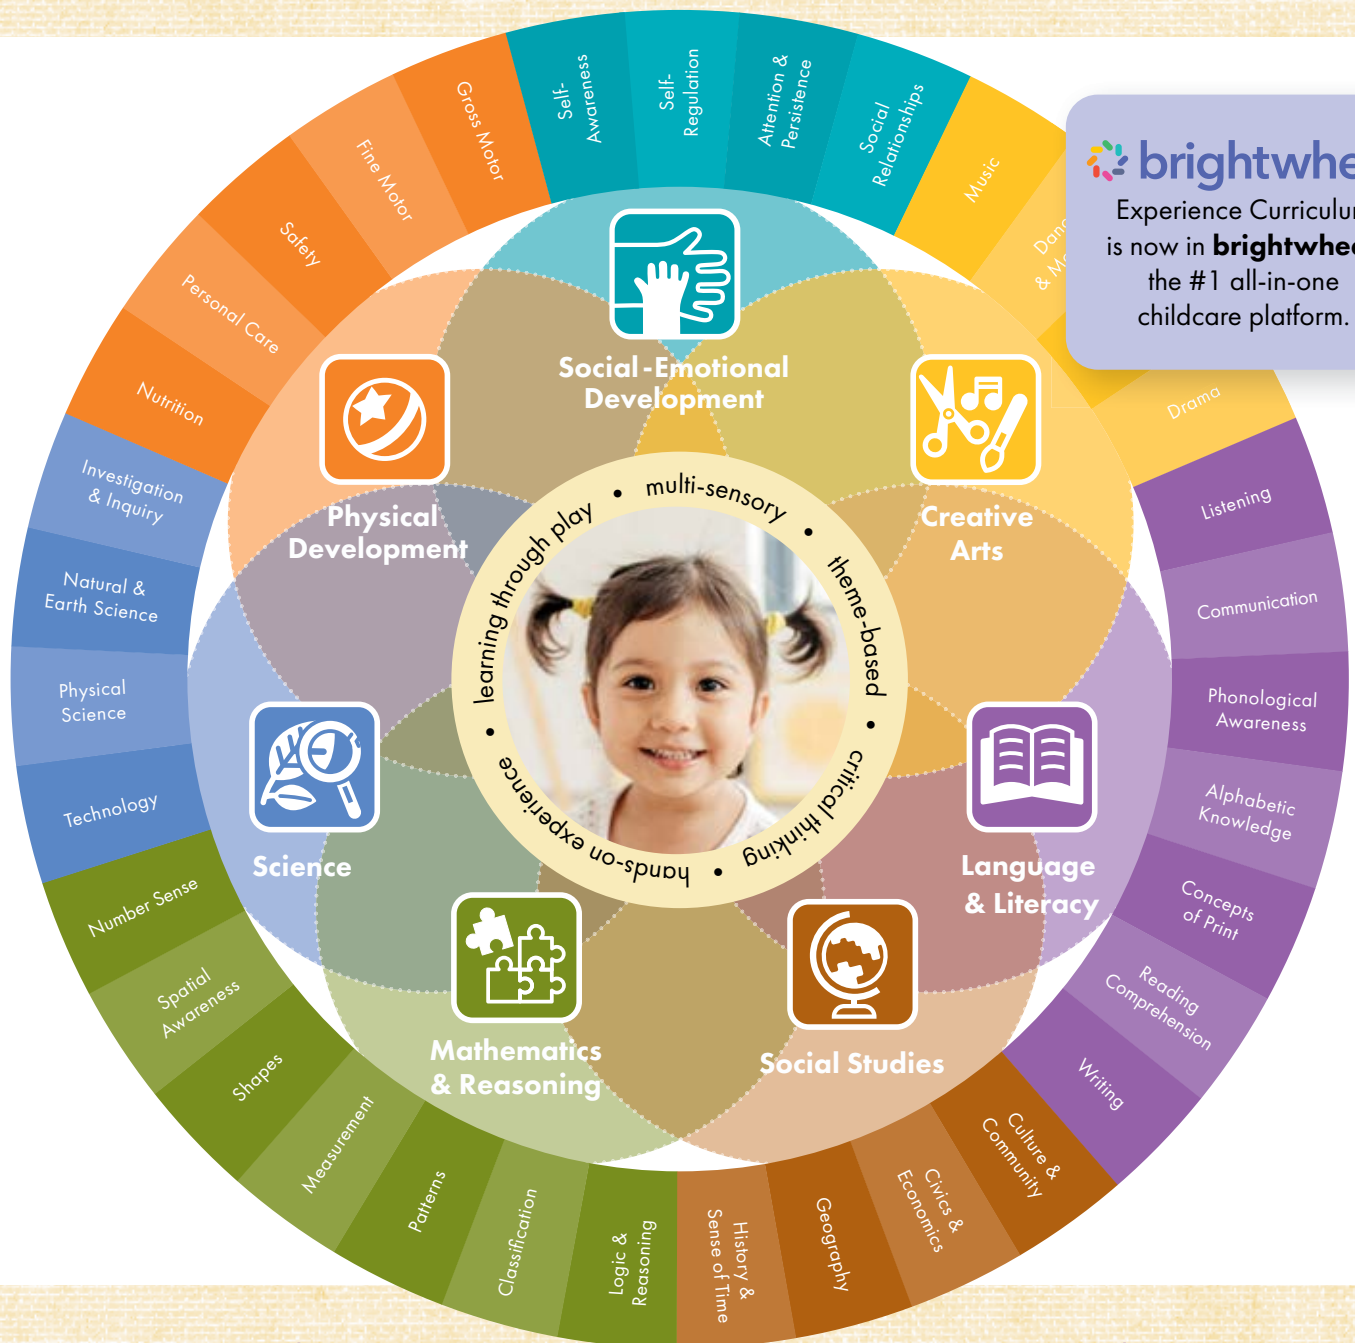 Self-
Awareness
Self-
Regulation
Attention &
Persistence
Social
Relationships
Music
Drama
Listening
Communication
Phonological
Awareness
Alphabetic
Knowledge
Concepts
of Print
Reading
Comprehension
Writing
Culture &
Community
Civics &
Economics
Geography
History &
Sense of Time
Logic &
Reasoning
Classification
Patterns
Measurement
Shapes
Spatial
Awareness
Number Sense
Technology
Physical
Science
Natural &
Earth Science
Investigation
& Inquiry
Nutrition
Personal Care
Safety
Fine Motor
Gross Motor
Experience
is now in
the #1 all-in-one
childcare platform.
Social-Emotional
Development
Creative
Arts
Language
& Literacy
Social Studies
Mathematics
& Reasoning
Science
Physical
Development
learning through play • multi-sensory • theme-based • critical thinking • hands-on experience •